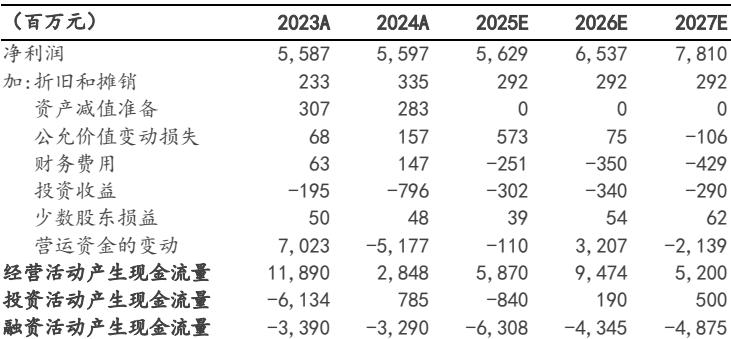 （百万元） 2023A 2024A 2025E 2026E 2027E
净利润 5,587 5,597 5,629 6,537 7,810
加:折旧和摊销 233 335 292 292 292
资产减值准备 307 283 0 0 0
公允价值变动损失 68 157 573 75 -106
财务费用 63 147 -251 -350 -429
投资收益 -195 -796 -302 -340 -290
少数股东损益 50 48 39 54 62
营运资金的变动 7,023 -5,177 -110 3,207 -2,139
经营活动产生现金流量 11,890 2,848 5,870 9,474 5,200
投资活动产生现金流量 -6,134 785 -840 190 500
融资活动产生现金流量 -3,390 -3,290 -6,308 -4,345 -4,875